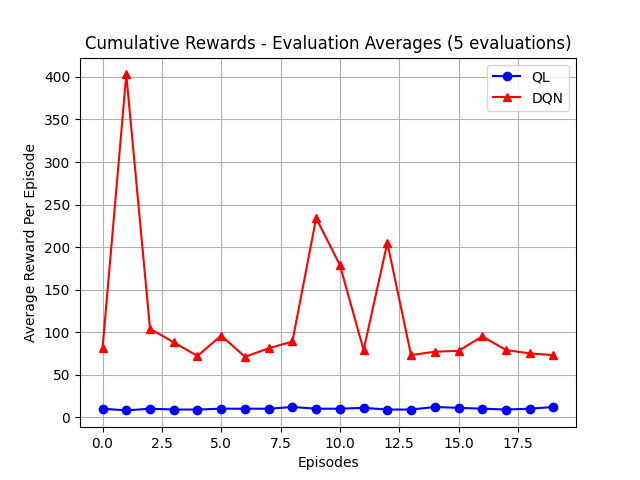 Cumulative Rewards - Evaluation Averages (5 evaluations)
QL
DQN
Average Reward Per Episode
400
350
300
250
200
150
100
50
0
0.0 2.5 5.0 7.5 10.0 12.5 15.0 17.5
Episodes